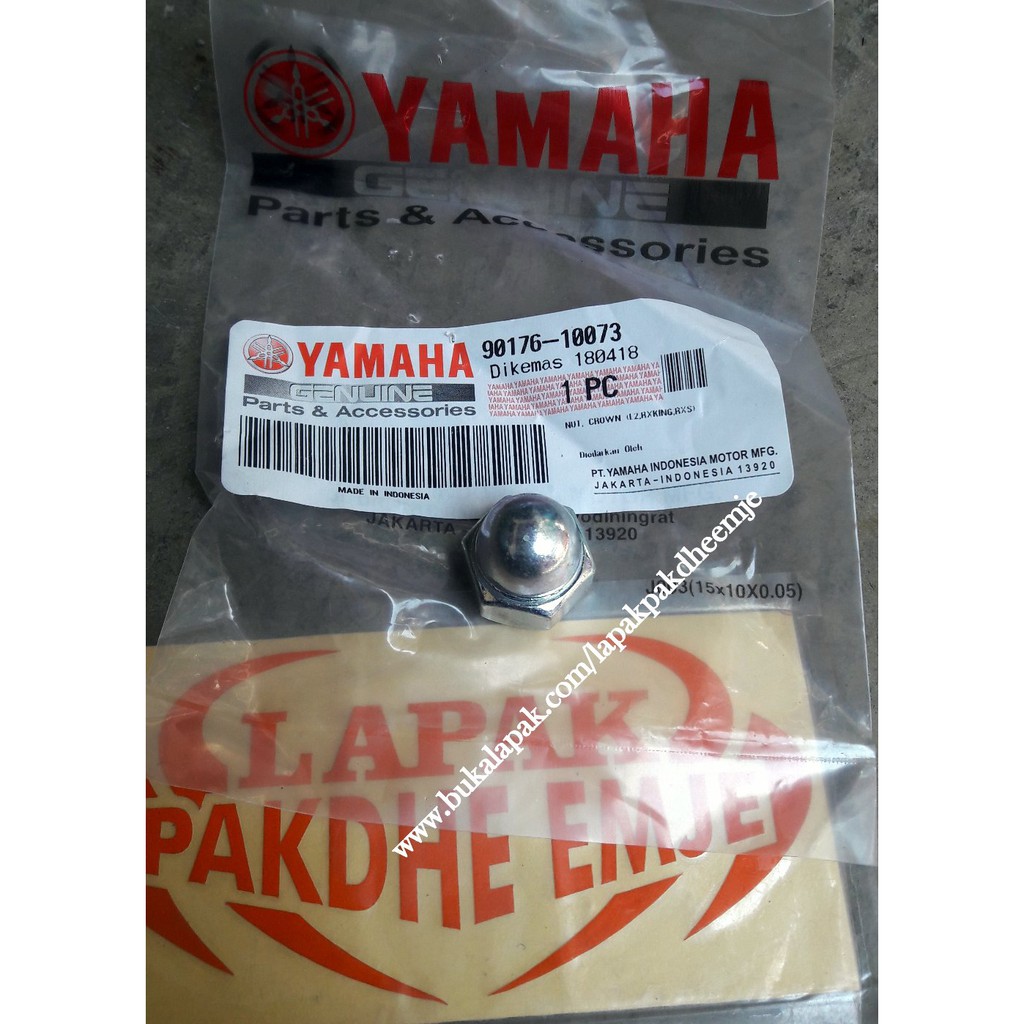 YAMAHA
GENUINE
Parts & Accessories
YAMAHA
GENUINE
Parts & Accessories
MADE IN INDONESIA
90176-10073
Dikemas 180418
1 PC
NUT, CROWN (FZ,RXKING,RXS)
Diedarkan Oleh
PT. YAMAHA INDONESIA MOTOR MFG.
JAKARTA-INDONESIA 13920
JAKARTA
13920
(15x10X0.05)
www.bukalapak.com/lapakpakdheemje
LAPAK
PAKDHE EMJE